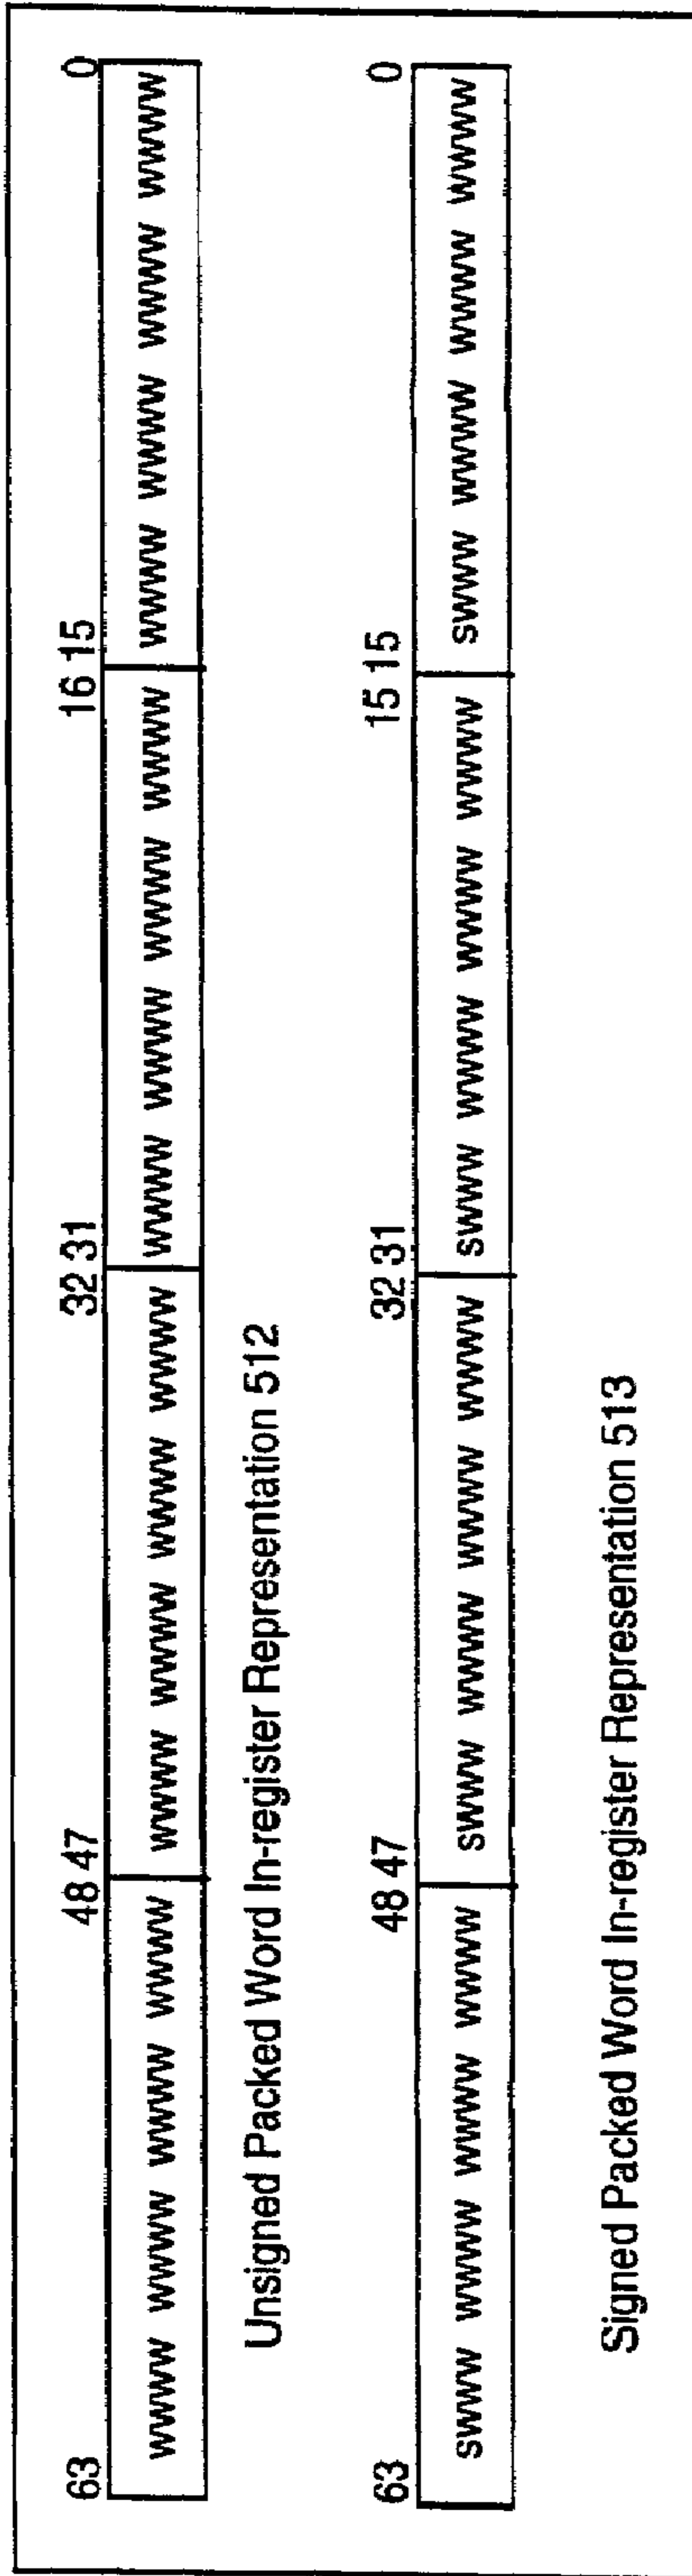 63 48 47 32 31 16 15 0
wwww wwww wwww wwww wwww wwww wwww wwww wwww wwww wwww wwww wwww wwww wwww wwww
Unsigned Packed Word In-register Representation 512
63 48 47 32 31 15 15 0
swww wwww wwww wwww swww wwww wwww wwww swww wwww wwww wwww swww wwww wwww wwww
Signed Packed Word In-register Representation 513